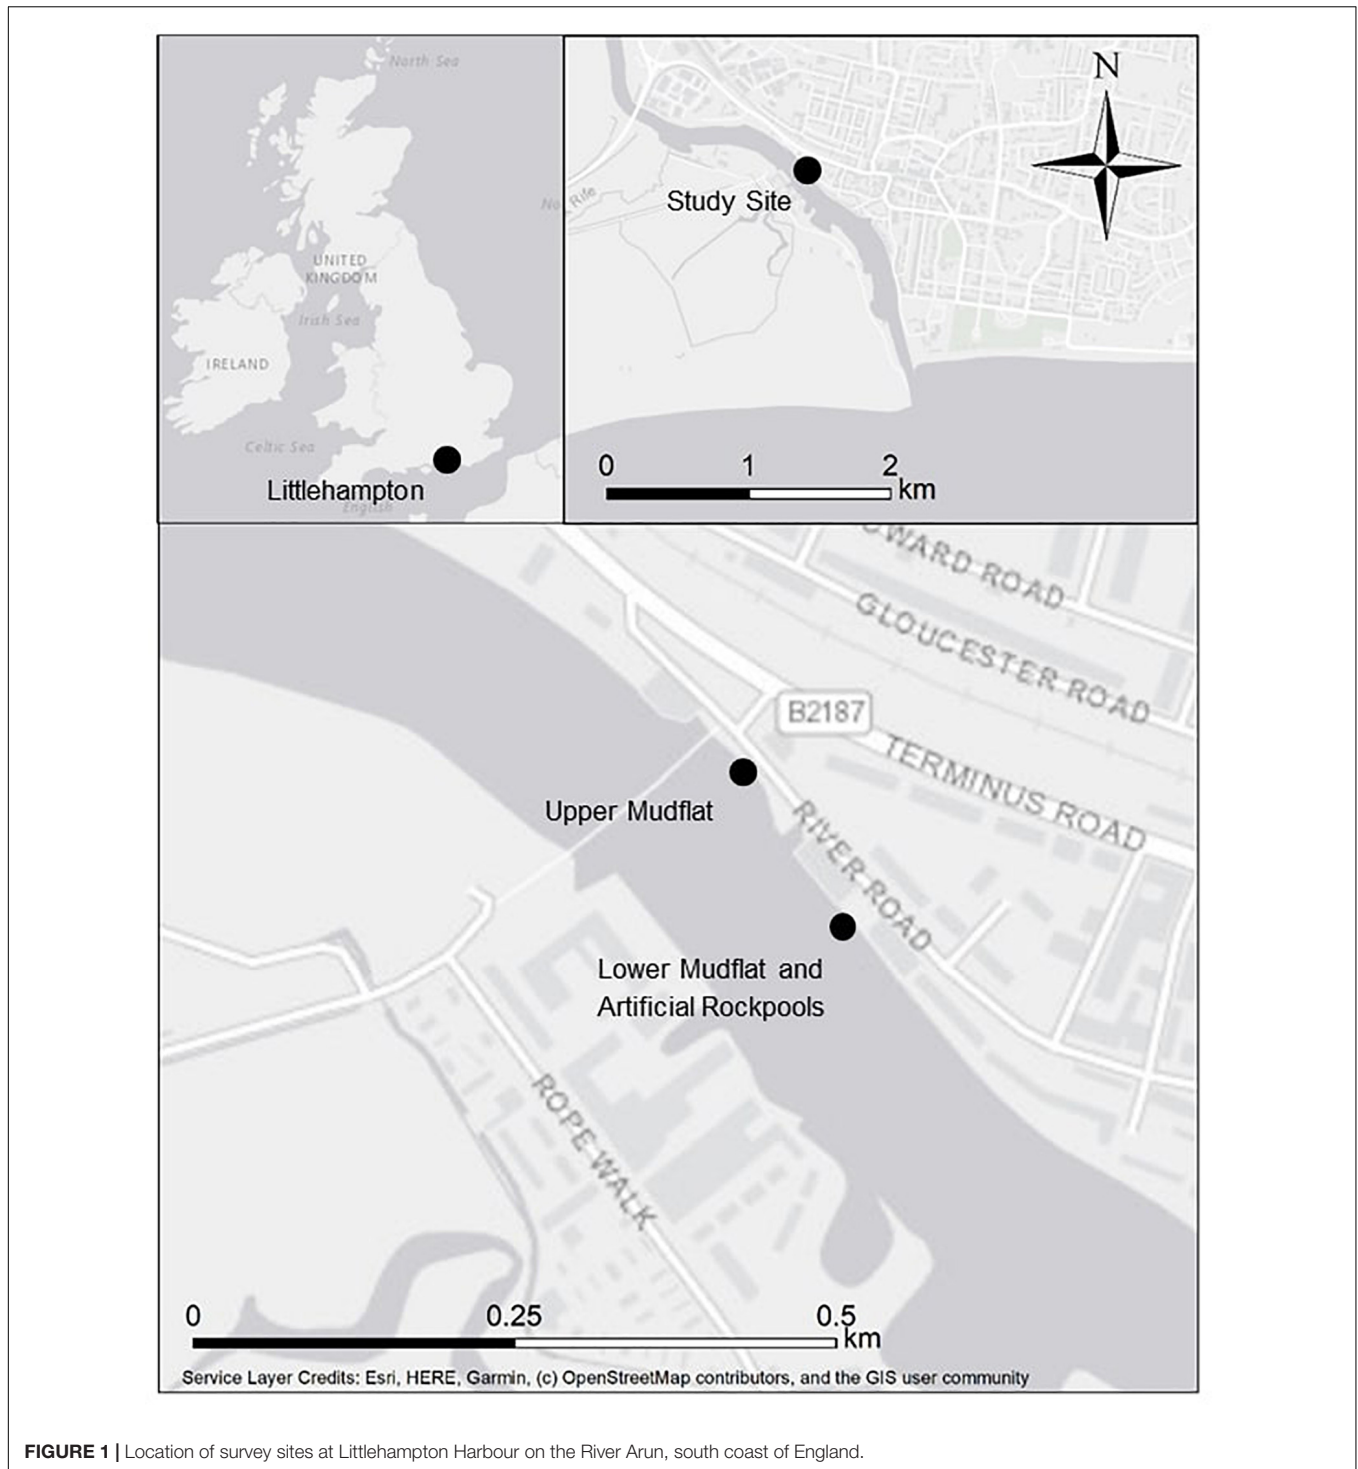 North Sea
UNITED
KINGDOM
Irish Sea
IRELAND
Celtic Sea
Littlehampton
English
N
Rife
Study Site
0 1 2
km
OWARD ROAD
GLOUCESTER ROAD
B2187
TERMINUS ROAD
Upper Mudflat
RIVER ROAD
Lower Mudflat and
Artificial Rockpools
ROPE WALK
0 0.25 0.5
km
Service Layer Credits: Esri, HERE, Garmin, (c) OpenStreetMap contributors, and the GIS user community
FIGURE 1 | Location of survey sites at Littlehampton Harbour on the River Arun, south coast of England.